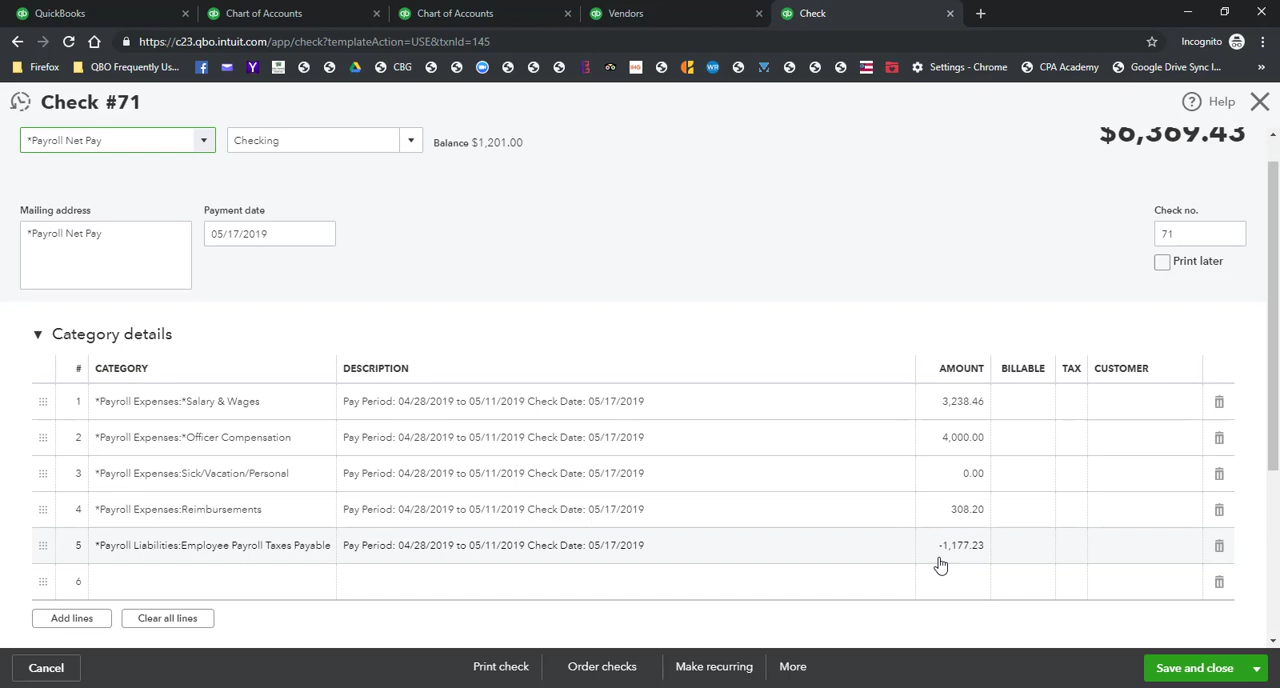 QuickBooks × Chart of Accounts × Chart of Accounts × Vendors × Check ×
https://c23.qbo.intuit.com/app/check?templateAction=USE&txnId=145 Incognito
Firefox QBO Frequently Us... CBG Settings - Chrome CPA Academy Google Drive Sync I... »
Check #71 Help
*Payroll Net Pay Checking Balance $1,201.00 $6,369.43
Mailing address Payment date Check no.
*Payroll Net Pay 05/17/2019 71
Print later
Category details
# CATEGORY DESCRIPTION AMOUNT BILLABLE TAX CUSTOMER
1 *Payroll Expenses:*Salary & Wages Pay Period: 04/28/2019 to 05/11/2019 Check Date: 05/17/2019 3,238.46
2 *Payroll Expenses:*Officer Compensation Pay Period: 04/28/2019 to 05/11/2019 Check Date: 05/17/2019 4,000.00
3 *Payroll Expenses:Sick/Vacation/Personal Pay Period: 04/28/2019 to 05/11/2019 Check Date: 05/17/2019 0.00
4 *Payroll Expenses:Reimbursements Pay Period: 04/28/2019 to 05/11/2019 Check Date: 05/17/2019 308.20
5 *Payroll Liabilities:Employee Payroll Taxes Payable Pay Period: 04/28/2019 to 05/11/2019 Check Date: 05/17/2019 -1,177.23
6
Add lines Clear all lines
Cancel Print check Order checks Make recurring More Save and close